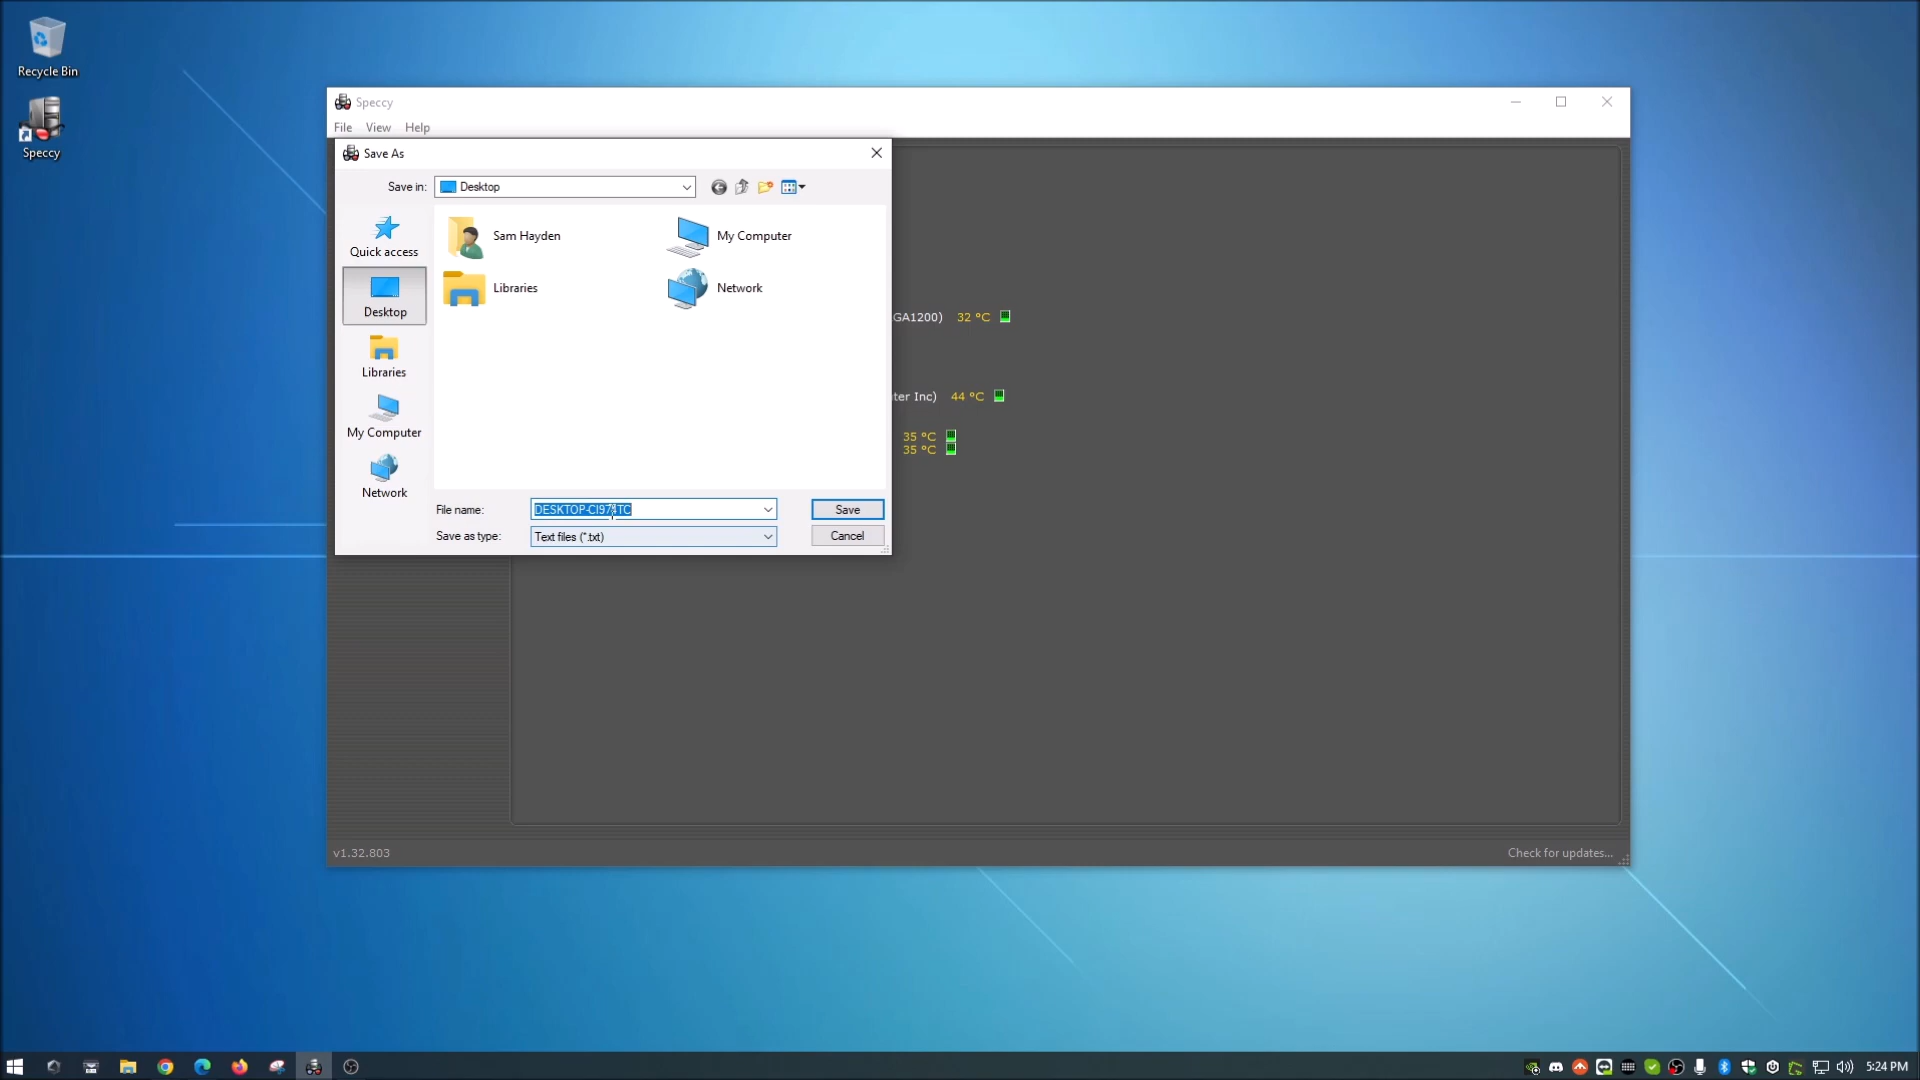 Recycle Bin
Speccy
Speccy
File View Help
Save As
Save in: Desktop
Quick access
Desktop
Libraries
My Computer
Network
Sam Hayden
My Computer
Libraries
Network
GA1200) 32 °C
ter Inc) 44 °C
35 °C
35 °C
File name:
Save
Save as type: Text files (*.txt)
Cancel
v1.32.803
Check for updates...
5:24 PM